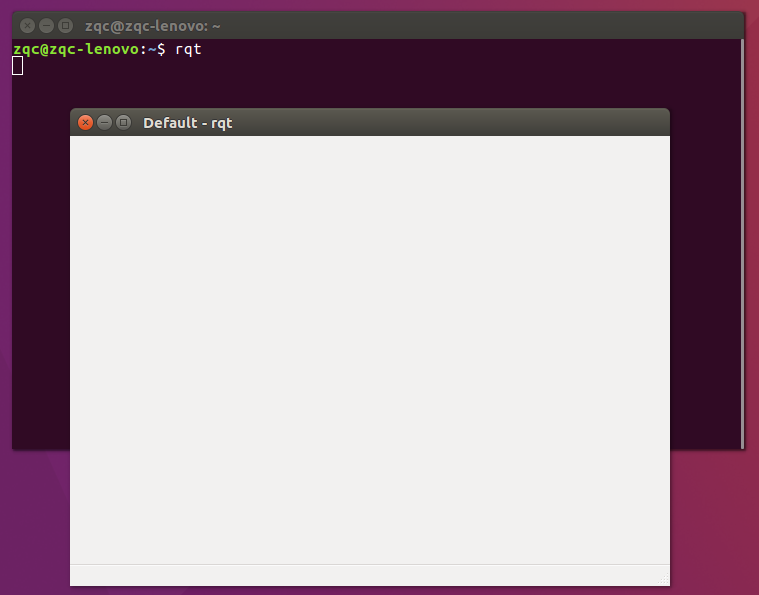 zqc@zqc-lenovo: ~
zqc@zqc-lenovo:~$ rqt
Default - rqt